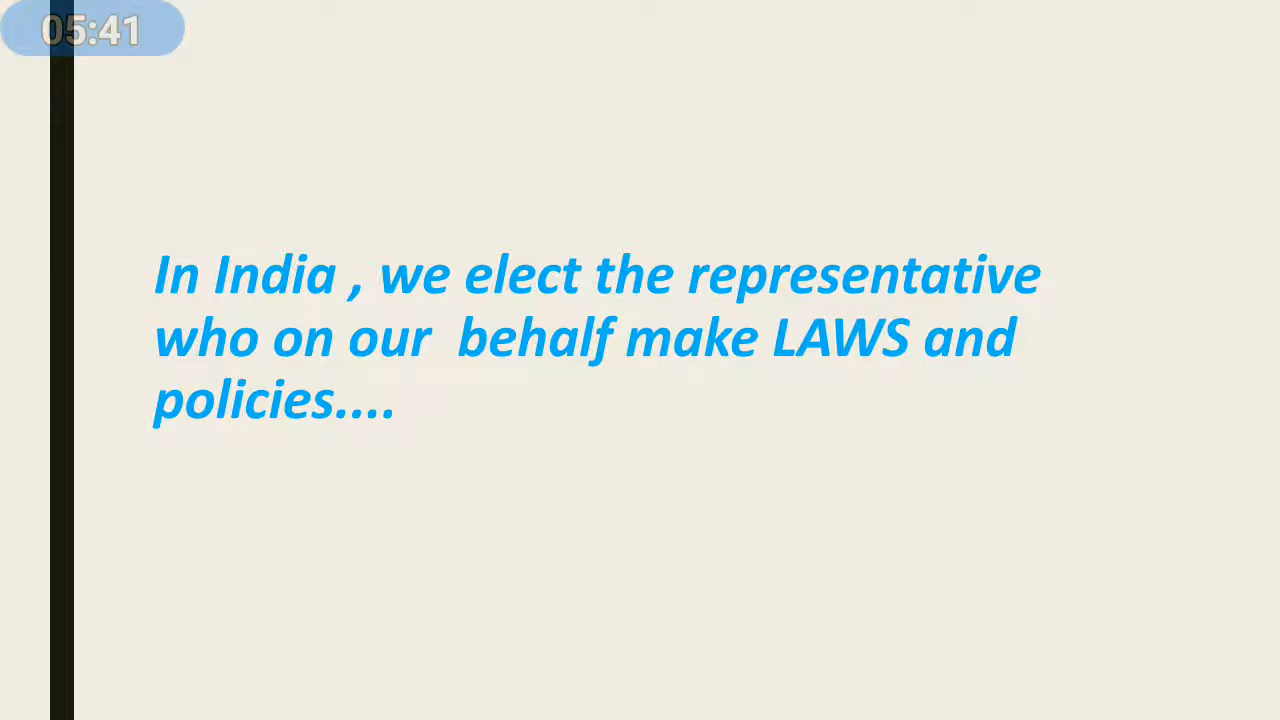 05:41
In India , we elect the representative
who on our  behalf make LAWS and
policies....